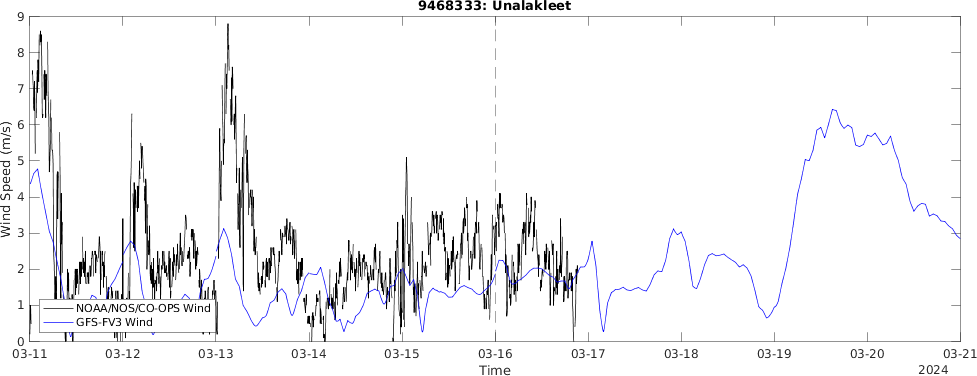 9468333: Unalakleet
9
8
7
6
5
4
3
2
1
0
Wind Speed (m/s)
NOAA/NOS/CO-OPS Wind
GFS-FV3 Wind
03-11 03-12 03-13 03-14 03-15 03-16 03-17 03-18 03-19 03-20 03-21
Time
2024